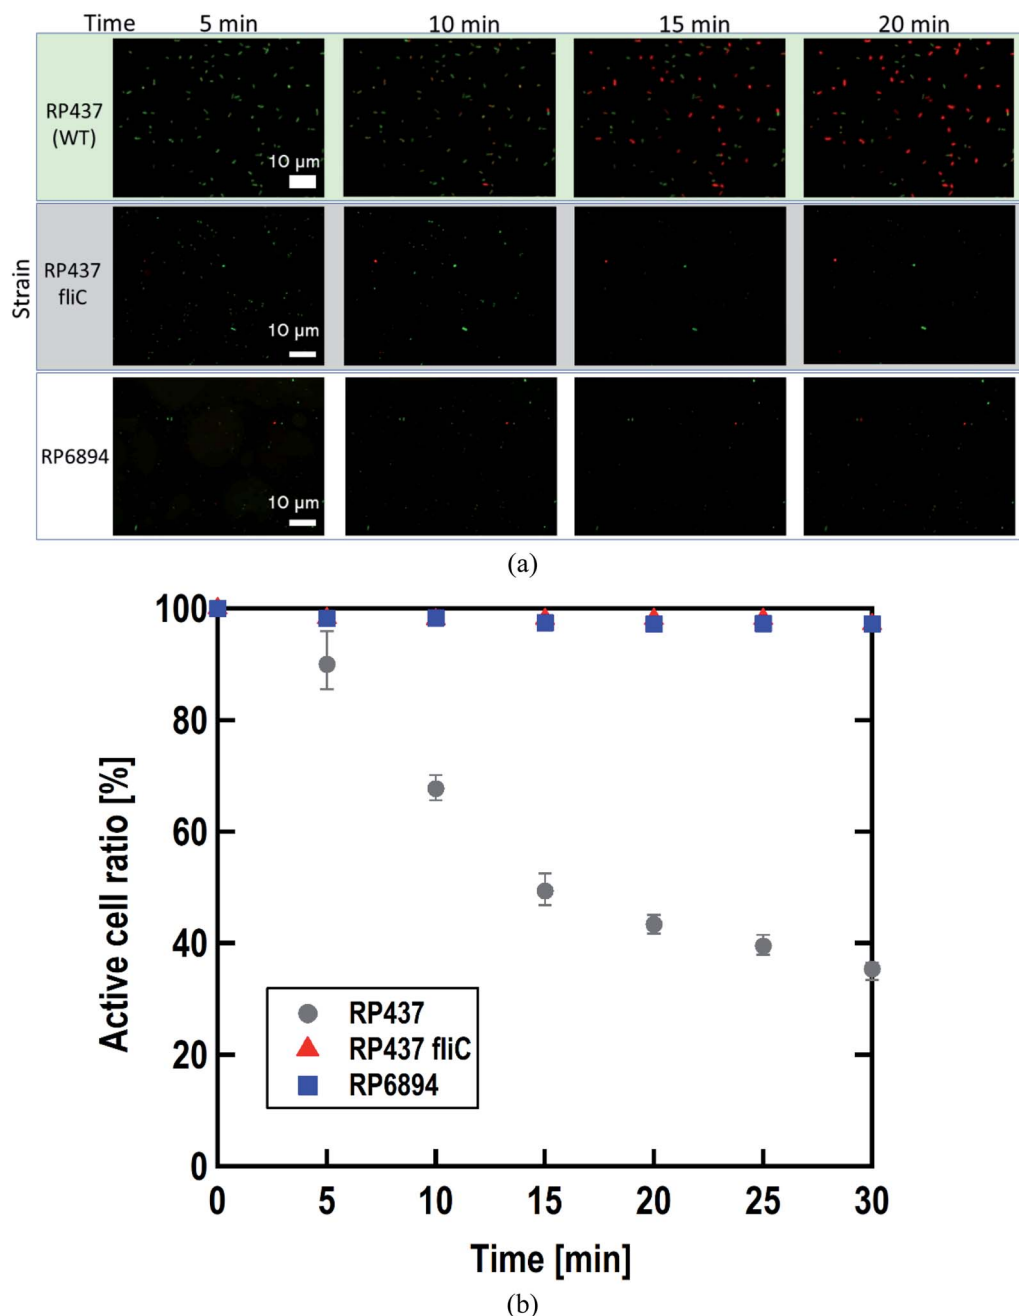 Time 5 min 10 min 15 min 20 min
Strain
RP437
(WT)
10 µm
RP437
fliC
10 µm
RP6894
10 µm
(a)
Active cell ratio [%]
100
80
60
40
20
0
RP437
RP437 fliC
RP6894
0 5 10 15 20 25 30
Time [min]
(b)